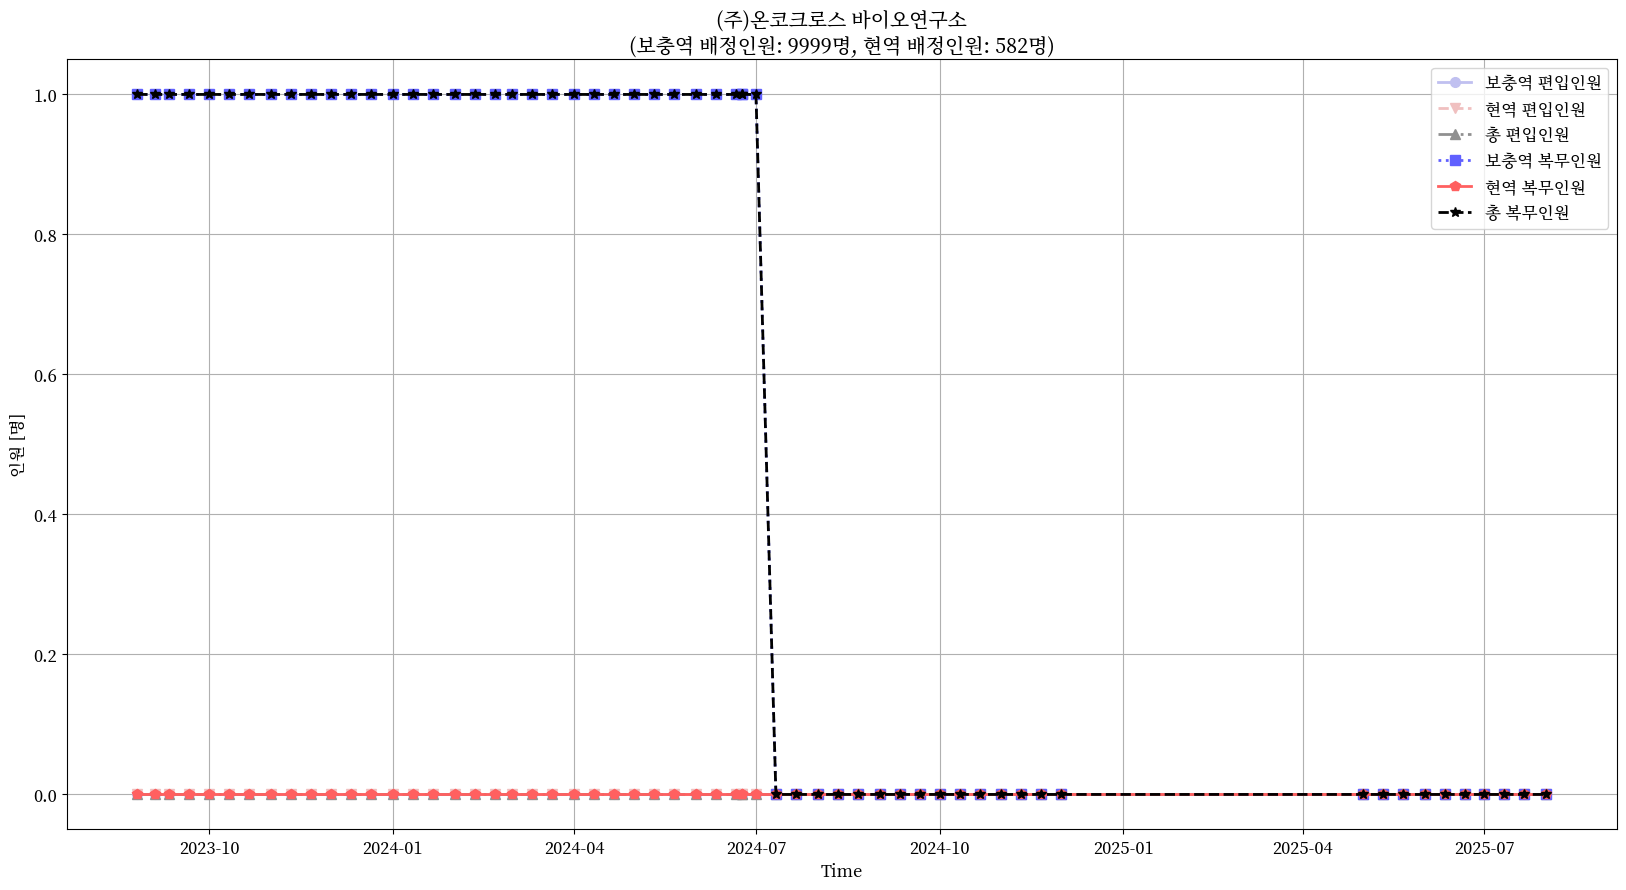 (주)온코크로스 바이오연구소
(보충역 배정인원: 9999명, 현역 배정인원: 582명)
보충역 편입인원
현역 편입인원
총 편입인원
보충역 복무인원
현역 복무인원
총 복무인원
1.0
0.8
0.6
0.4
0.2
0.0
인원 [명]
2023-10 2024-01 2024-04 2024-07 2024-10 2025-01 2025-04 2025-07
Time